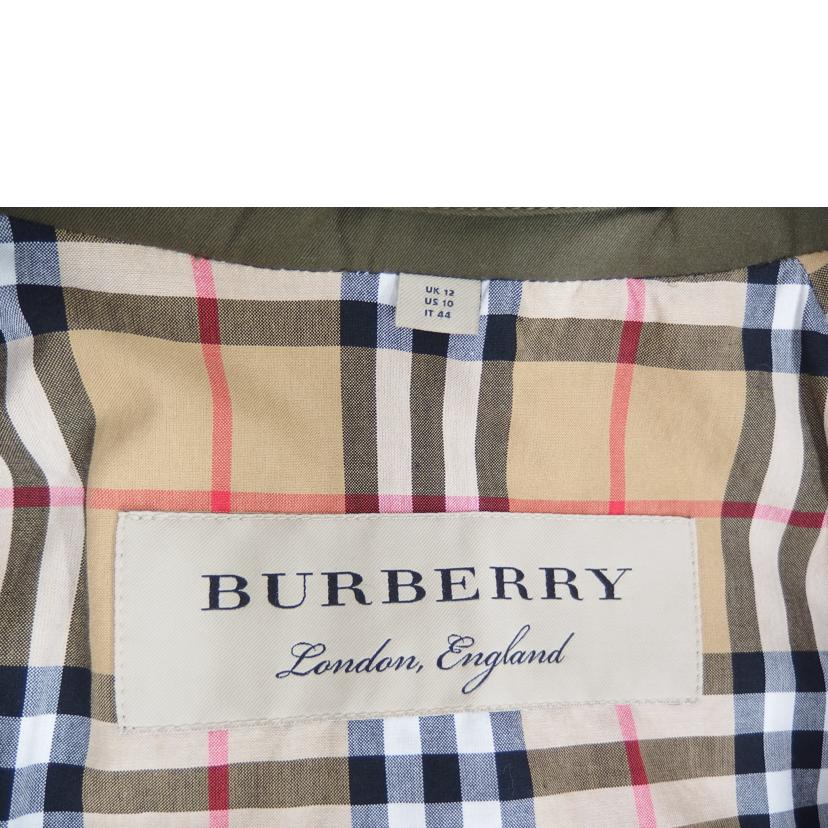 UK 12
US 10
IT 44
BURBERRY
London, England